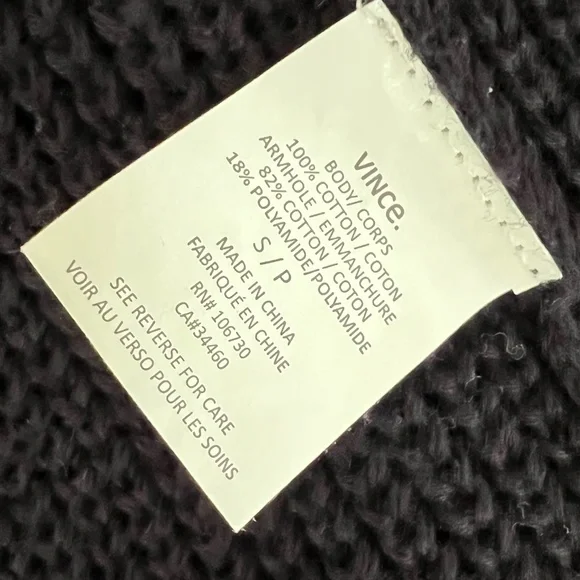 VINCE.
BODY/ CORPS
100% COTTON / COTON
ARMHOLE / EMMANCHURE
82% COTTON / COTON
18% POLYAMIDE/POLYAMIDE
S / P
MADE IN CHINA
FABRIQUÉ EN CHINE
RN# 106730
CA#34460
SEE REVERSE FOR CARE
VOIR AU VERSO POUR LES SOINS